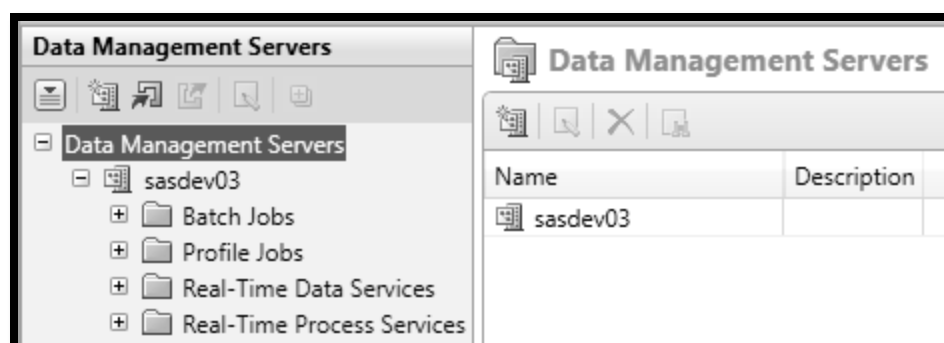 Data Management Servers
Data Management Servers
sasdev03
Batch Jobs
Profile Jobs
Real-Time Data Services
Real-Time Process Services
Data Management Servers
Name Description
sasdev03